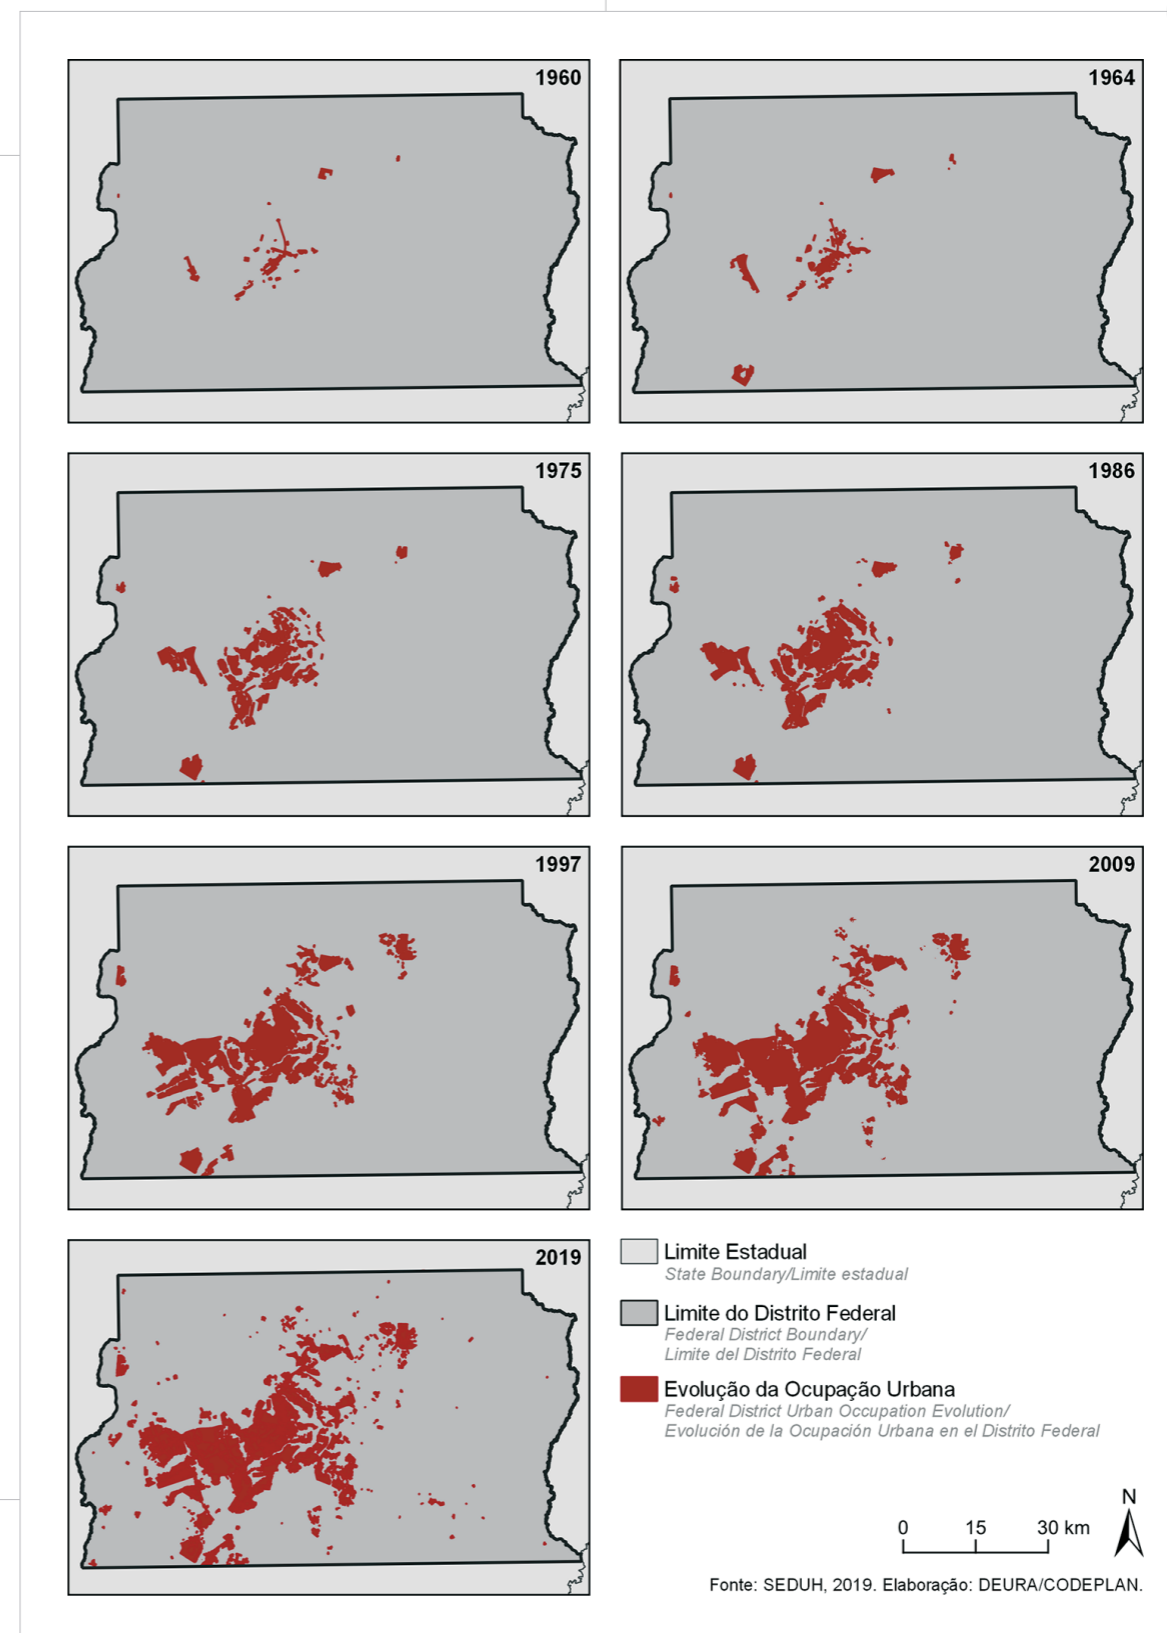 1960
1964
1975
1986
1997
2009
2019
Limite Estadual
State Boundary/Limite estadual
Limite do Distrito Federal
Federal District Boundary/
Limite del Distrito Federal
Evolução da Ocupação Urbana
Federal District Urban Occupation Evolution/
Evolución de la Ocupación Urbana en el Distrito Federal
N
0 15 30 km
Fonte: SEDUH, 2019. Elaboração: DEURA/CODEPLAN.